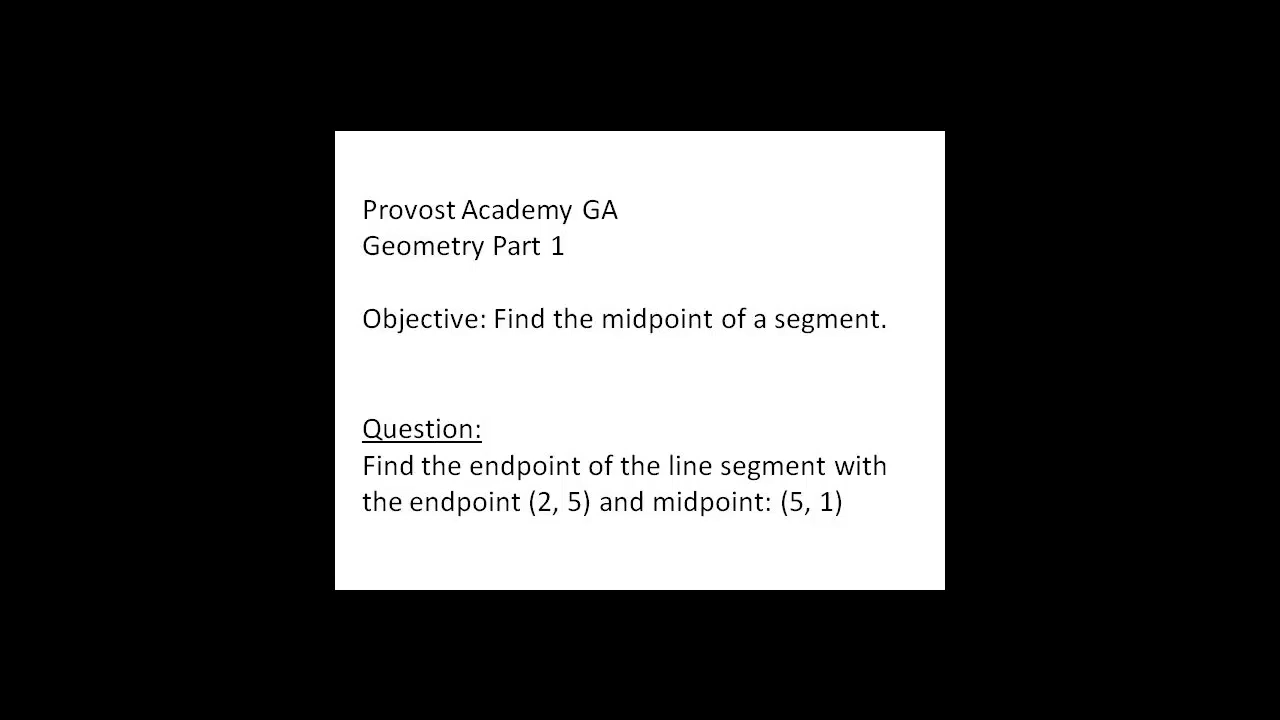 Provost Academy GA
Geometry Part 1
Objective: Find the midpoint of a segment.
Question:
Find the endpoint of the line segment with
the endpoint (2, 5) and midpoint: (5, 1)